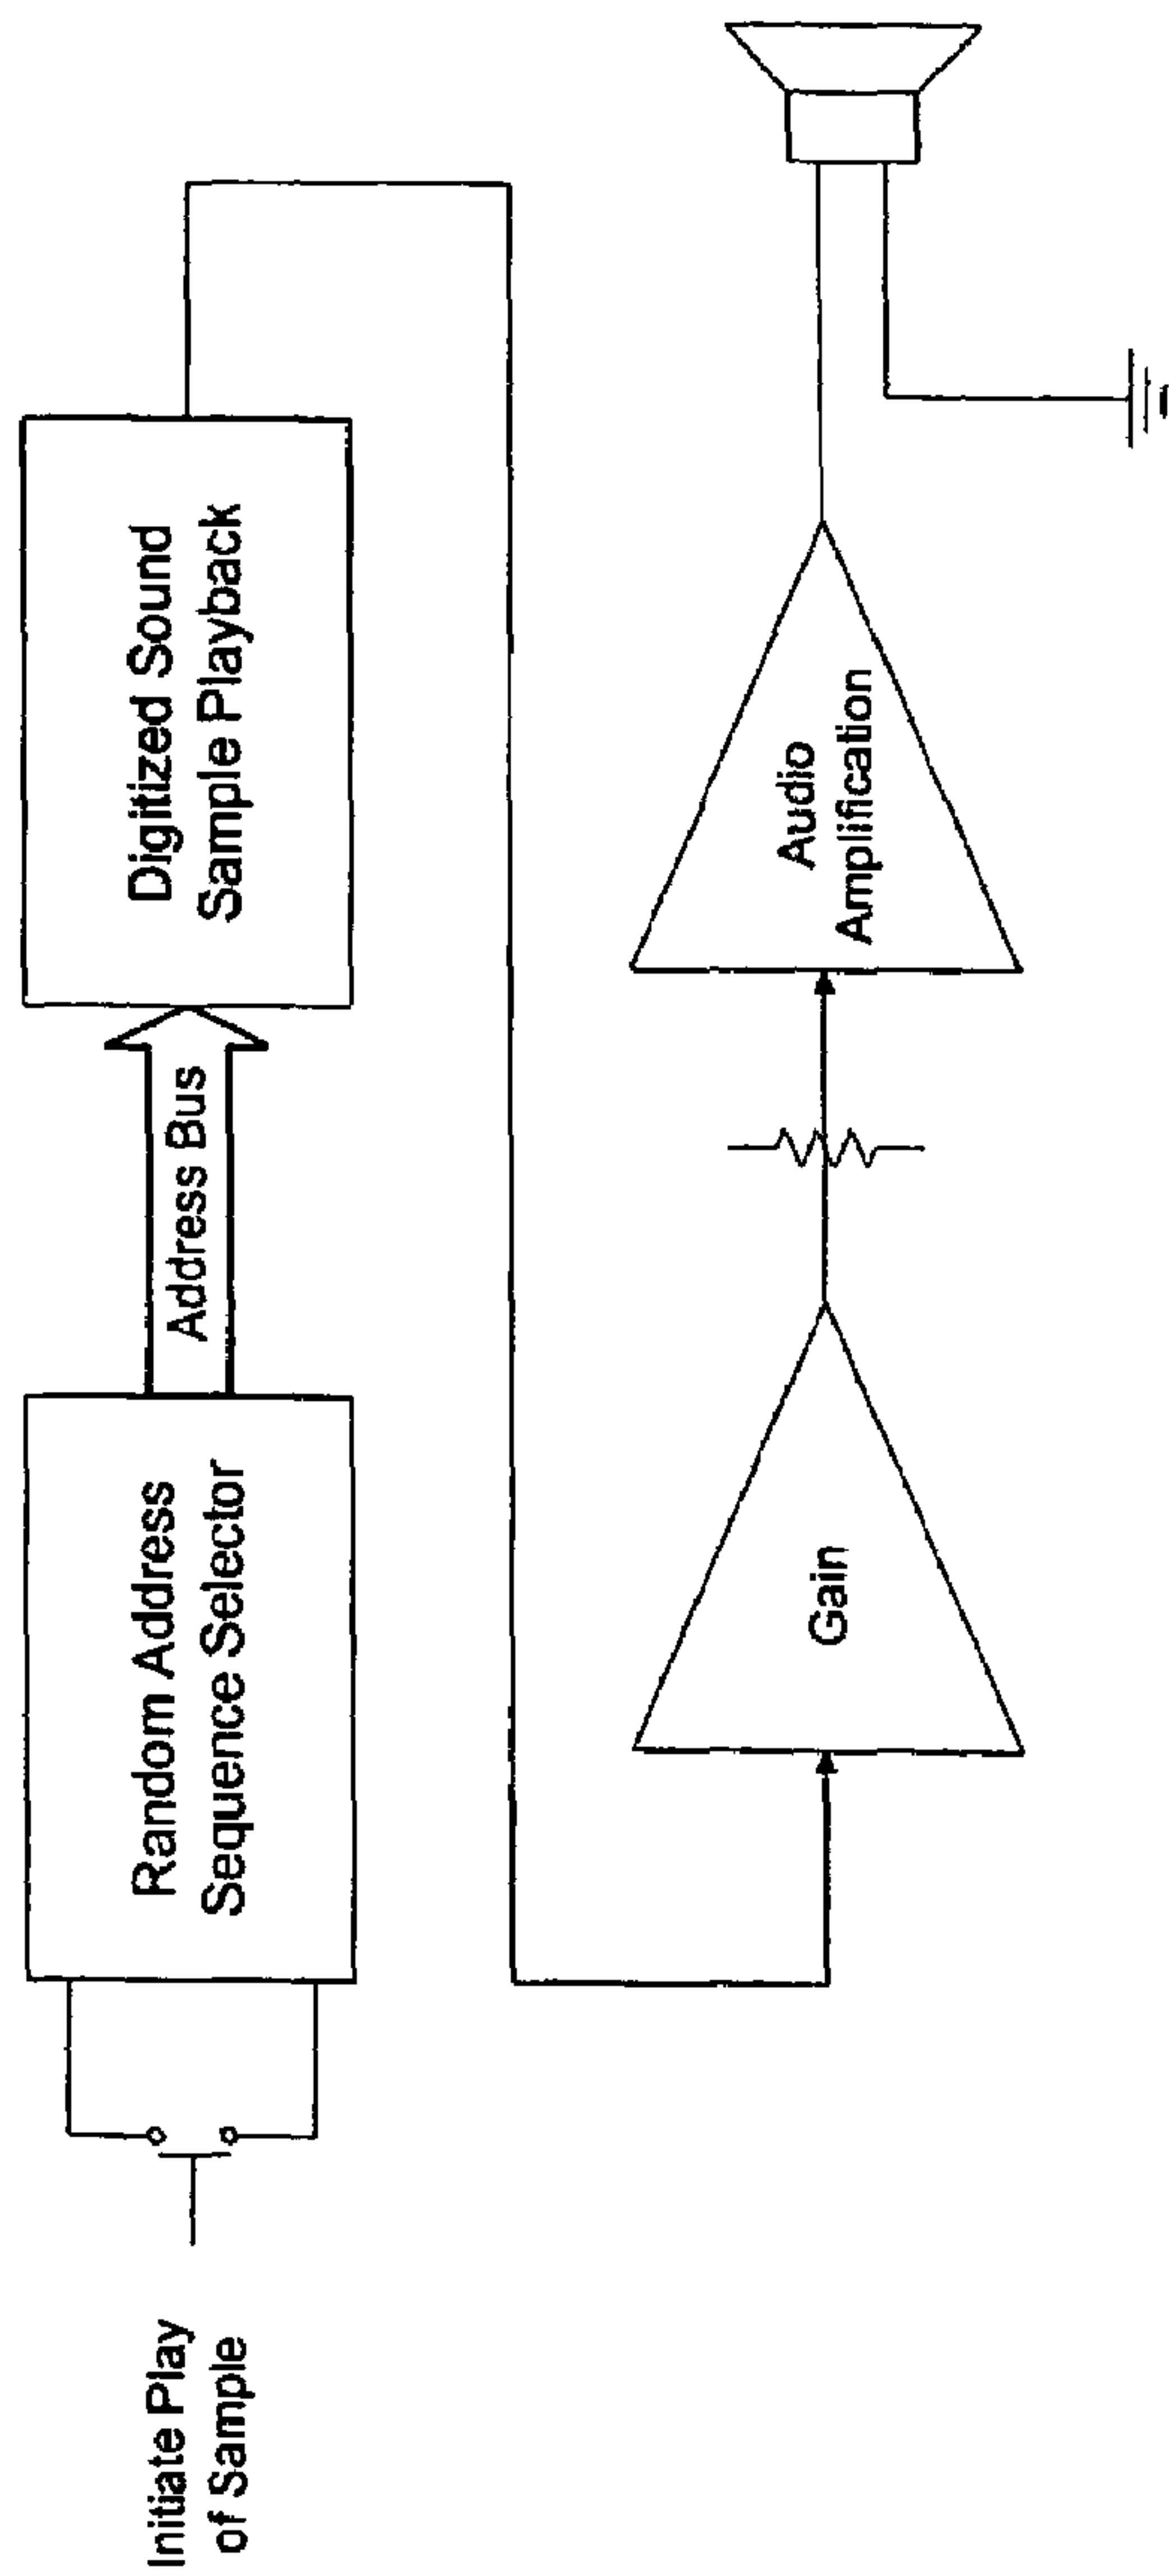 Initiate Play
of Sample
Random Address
Sequence Selector
Address Bus
Digitized Sound
Sample Playback
Gain
Audio
Amplification